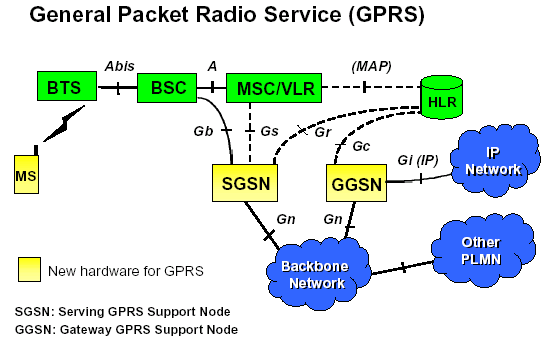 General Packet Radio Service (GPRS)
Abis
A
(MAP)
BTS
BSC
MSC/VLR
HLR
Gb
Gs
Gr
Gc
Gi (IP)
IP
Network
MS
SGSN
GGSN
Gn
Gn
Other
PLMN
Backbone
Network
G
New hardware for GPRS
SGSN: Serving GPRS Support Node
GGSN: Gateway GPRS Support Node